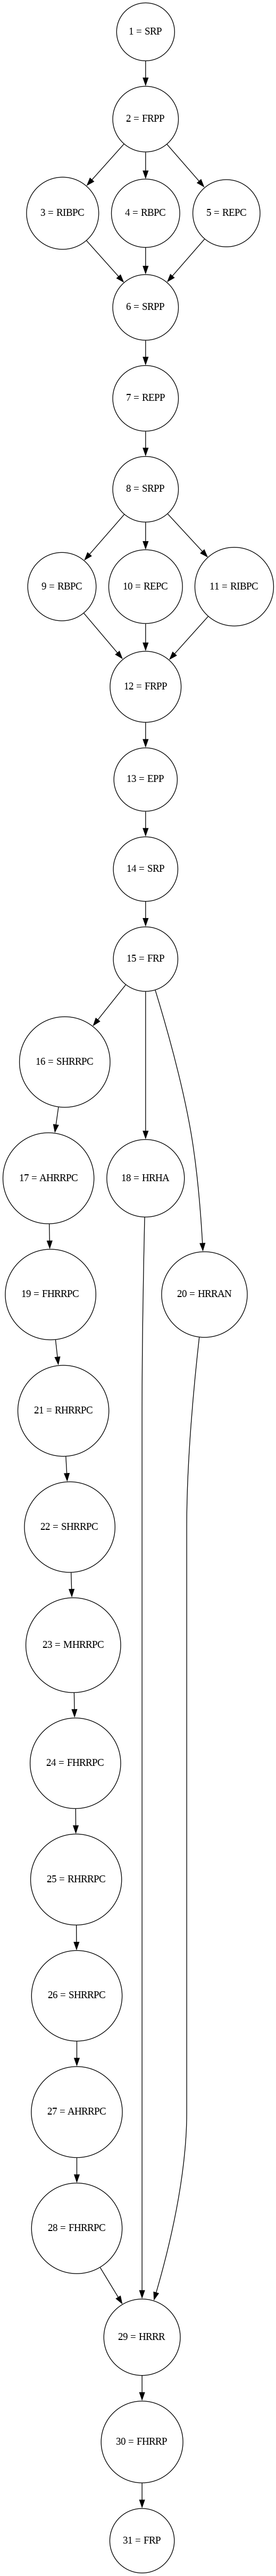 1 = SRP
2 = FRPP
3 = RIBPC
4 = RBPC
5 = REPC
6 = SRPP
7 = REPP
8 = SRPP
9 = RBPC
10 = REPC
11 = RIBPC
12 = FRPP
13 = EPP
14 = SRP
15 = FRP
16 = SHRRPC
17 = AHRRPC
18 = HRHA
19 = FHRRPC
20 = HRRAN
21 = RHRRPC
22 = SHRRPC
23 = MHRRPC
24 = FHRRPC
25 = RHRRPC
26 = SHRRPC
27 = AHRRPC
28 = FHRRPC
29 = HRRR
30 = FHRRP
31 = FRP